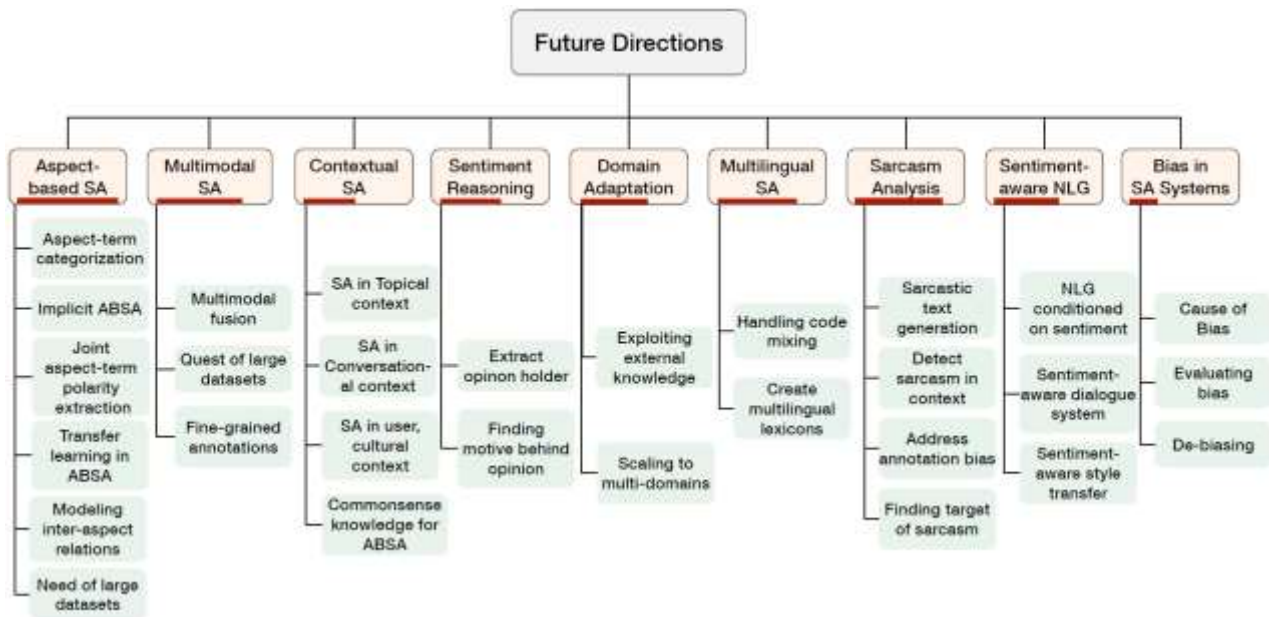 Future Directions
Aspect-
based SA
Multimodal
SA
Contextual
SA
Sentiment
Reasoning
Domain
Adaptation
Multilingual
SA
Sarcasm
Analysis
Sentiment-
aware NLG
Bias in
SA Systems
Aspect-term
categorization
Implicit ABSA
Joint
aspect-term
polarity
extraction
Transfer
learning in
ABSA
Modeling
inter-aspect
relations
Need of large
datasets
Multimodal
fusion
Quest of large
datasets
Fine-grained
annotations
SA in Topical
context
SA in
Conversation-
al context
SA in user,
cultural
context
Commonsense
knowledge for
ABSA
Extract
opinon holder
Finding
motive behind
opinion
Exploiting
external
knowledge
Scaling to
multi-domains
Handling code
mixing
Create
multilingual
lexicons
Sarcastic
text
generation
Detect
sarcasm in
context
Address
annotation bias
Finding target
of sarcasm
NLG
conditioned
on sentiment
Sentiment-
aware dialogue
system
Sentiment-
aware style
transfer
Cause of
Bias
Evaluating
bias
De-biasing